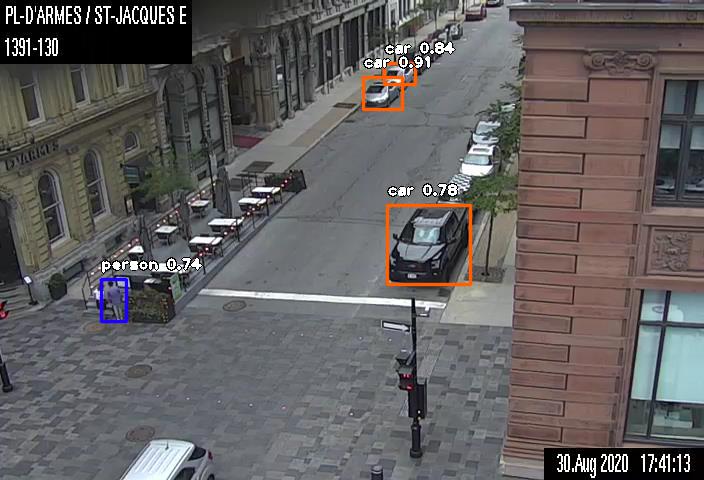 PL-D'ARMES / ST-JACQUES E
1391-130
car 0.84
car 0.91
D'ARMES
car 0.78
person 0.74
30.Aug 2020 17:41:13